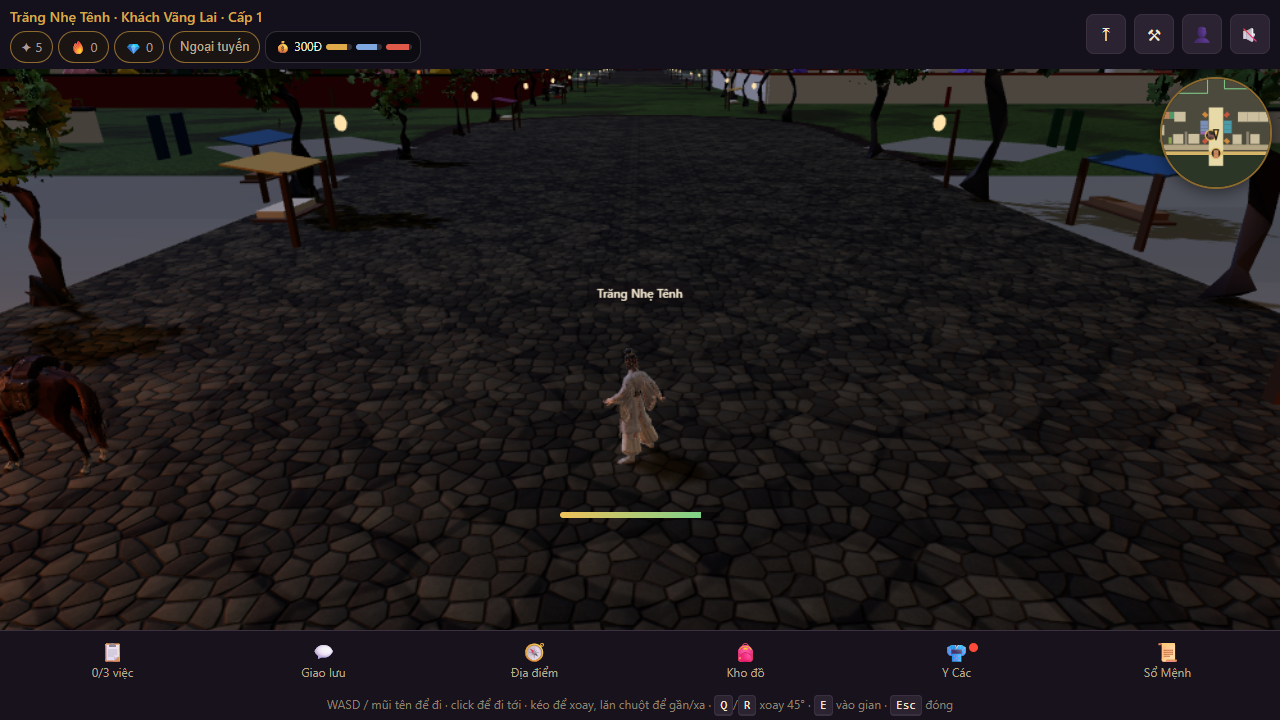 Trăng Nhẹ Tênh · Khách Vãng Lai · Cấp 1
5
0
0
Ngoại tuyến
300Đ
Trăng Nhẹ Tênh
0/3 việc
Giao lưu
Địa điểm
Kho đồ
Y Các
Sổ Mệnh
WASD / mũi tên để đi · click để đi tới · kéo để xoay, lăn chuột để gần/xa · Q / R xoay 45° · E vào gian · Esc đóng